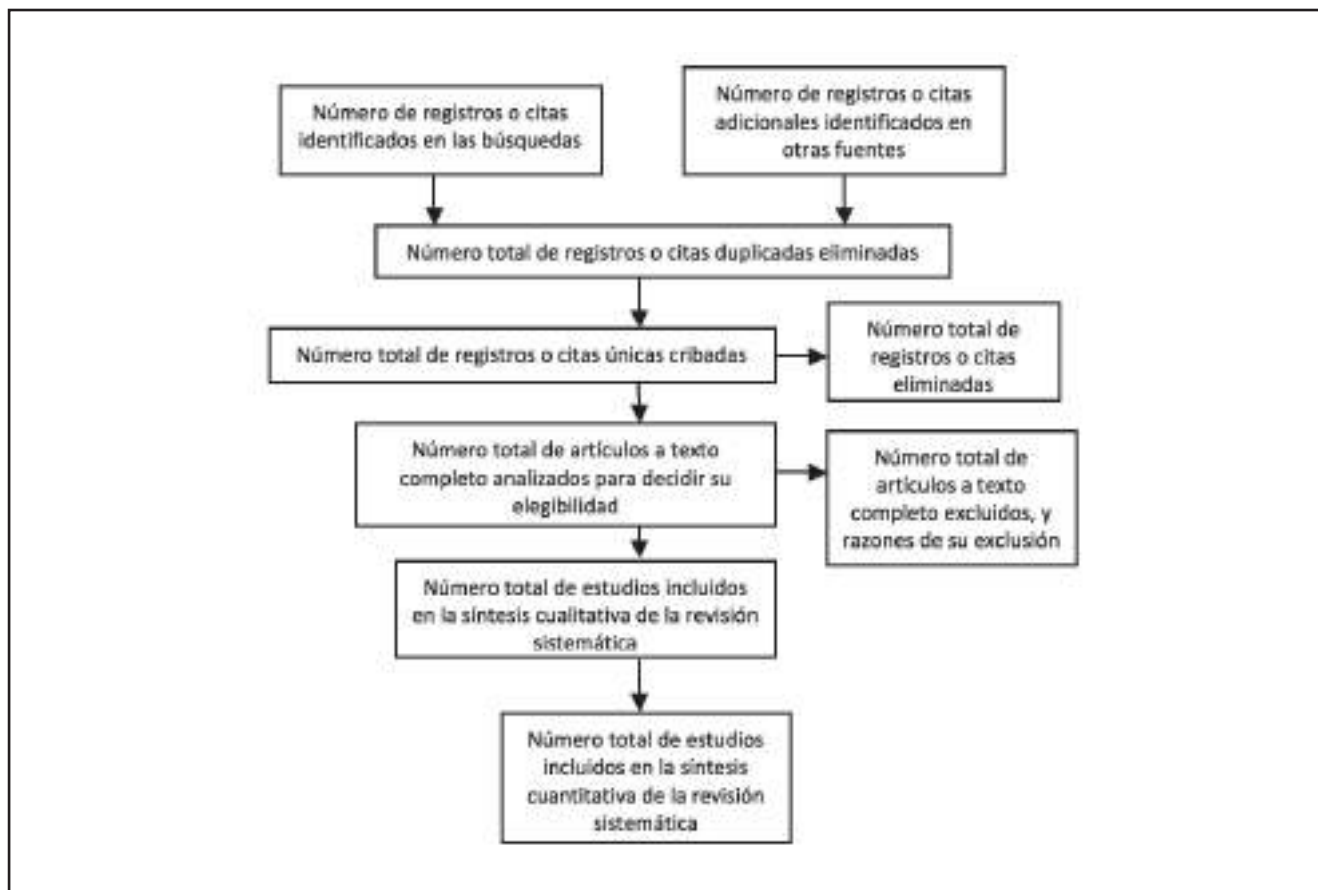 Número de registros o citas
identificados en las búsquedas
Número de registros o citas
adicionales identificados en
otras fuentes
Número total de registros o citas duplicadas eliminadas
Número total de registros o citas únicas cribadas
Número total de
registros o citas
eliminadas
Número total de artículos a texto
completo analizados para decidir su
elegibilidad
Número total de
artículos a texto
completo excluidos, y
razones de su exclusión
Número total de estudios incluidos
en la síntesis cualitativa de la revisión
sistemática
Número total de estudios
incluidos en la síntesis
cuantitativa de la revisión
sistemática